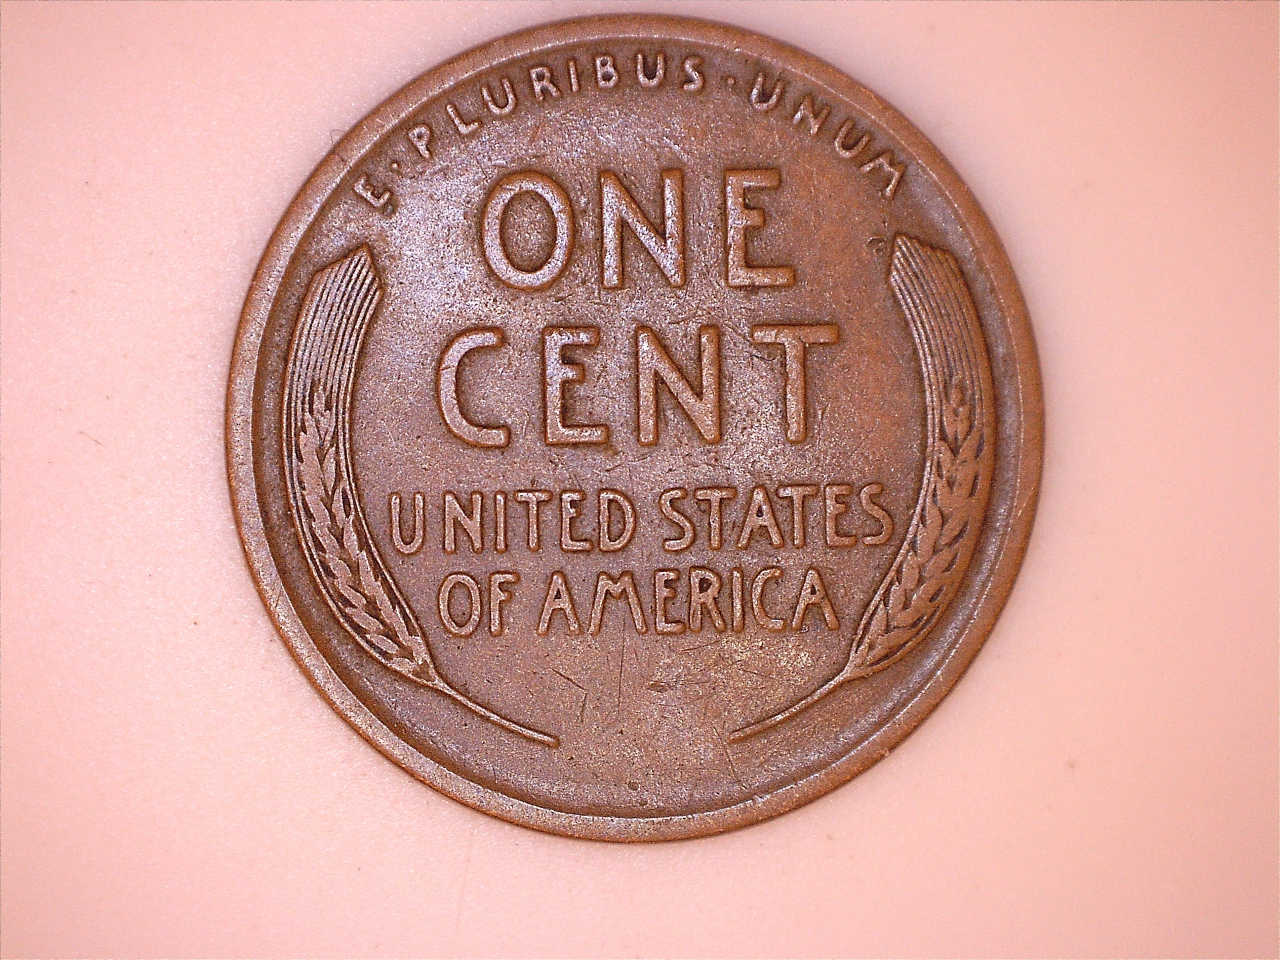 E·PLURIBUS·UNUM
ONE
CENT
UNITED STATES
OF AMERICA